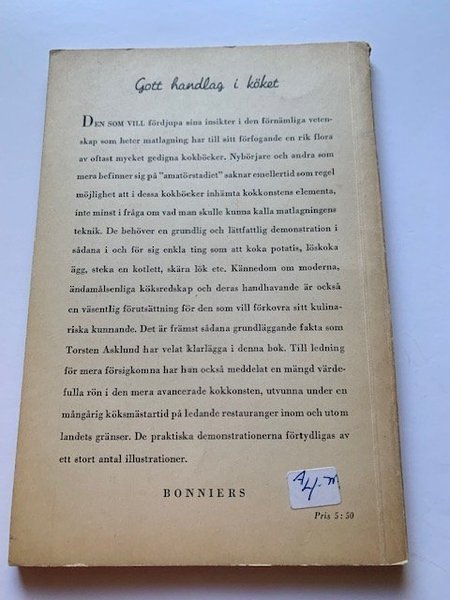 Gott handlag i köket
DEN SOM VILL fördjupa sina insikter i den förnämliga veten-
skap som heter matlagning har till sitt förfogande en rik flora
av oftast mycket gedigna kokböcker. Nybörjare och andra som
mera befinner sig på "amatörstadiet" saknar emellertid som regel
möjlighet att i dessa kokböcker inhämta kokkonstens elementa,
inte minst i fråga om vad man skulle kunna kalla matlagningens
teknik. De behöver en grundlig och lättfattlig demonstration i
sådana i och för sig enkla ting som att koka potatis, löskoka
ägg, steka en kotlett, skära lök etc. Kännedom om moderna,
ändamålsenliga köksredskap och deras handhavande är också
en väsentlig förutsättning för den som vill förkovra sitt kulina-
riska kunnande. Det är främst sådana grundläggande fakta som
Torsten Asklund har velat klarlägga i denna bok. Till ledning
för mera försigkomna har han också meddelat en mängd värde-
fulla rön i den mera avancerade kokkonsten, utvunna under en
mångårig köksmästartid på ledande restauranger inom och utom
landets gränser. De praktiska demonstrationerna förtydligas av
ett stort antal illustrationer.
BONNIERS
Pris 5:50